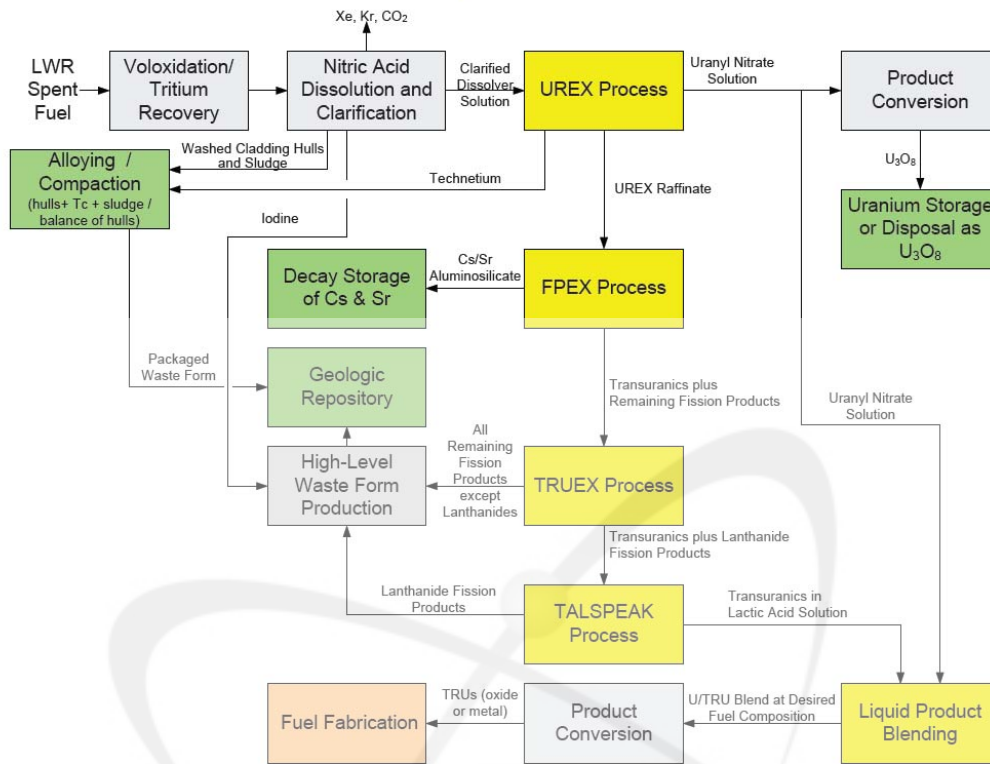 Xe, Kr, CO₂
LWR
Spent
Fuel
Voloxidation/
Tritium
Recovery
Nitric Acid
Dissolution and
Clarification
Clarified
Dissolver
Solution
UREX Process
Uranyl Nitrate
Solution
Product
Conversion
Washed Cladding Hulls
and Sludge
Alloying /
Compaction
(hulls+ Tc + sludge /
balance of hulls)
Technetium
UREX Raffinate
U₃O₈
Uranium Storage
or Disposal as
U₃O₈
Iodine
Decay Storage
of Cs & Sr
Cs/Sr
Aluminosilicate
FPEX Process
Packaged
Waste Form
Geologic
Repository
Transuranics plus
Remaining Fission Products
Uranyl Nitrate
Solution
High-Level
Waste Form
Production
All
Remaining
Fission
Products
except
Lanthanides
TRUEX Process
Transuranics plus Lanthanide
Fission Products
Lanthanide Fission
Products
TALSPEAK
Process
Transuranics in
Lactic Acid Solution
Fuel Fabrication
TRUs (oxide
or metal)
Product
Conversion
U/TRU Blend at Desired
Fuel Composition
Liquid Product
Blending